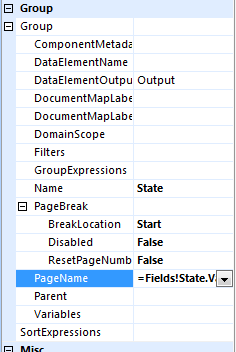 Group
Group
ComponentMetada
DataElementName
DataElementOutpu Output
DocumentMapLabe
DocumentMapLabe
DomainScope
Filters
GroupExpressions
Name State
PageBreak
BreakLocation Start
Disabled False
ResetPageNumb False
PageName =Fields!State.Va
Parent
Variables
SortExpressions
Misc